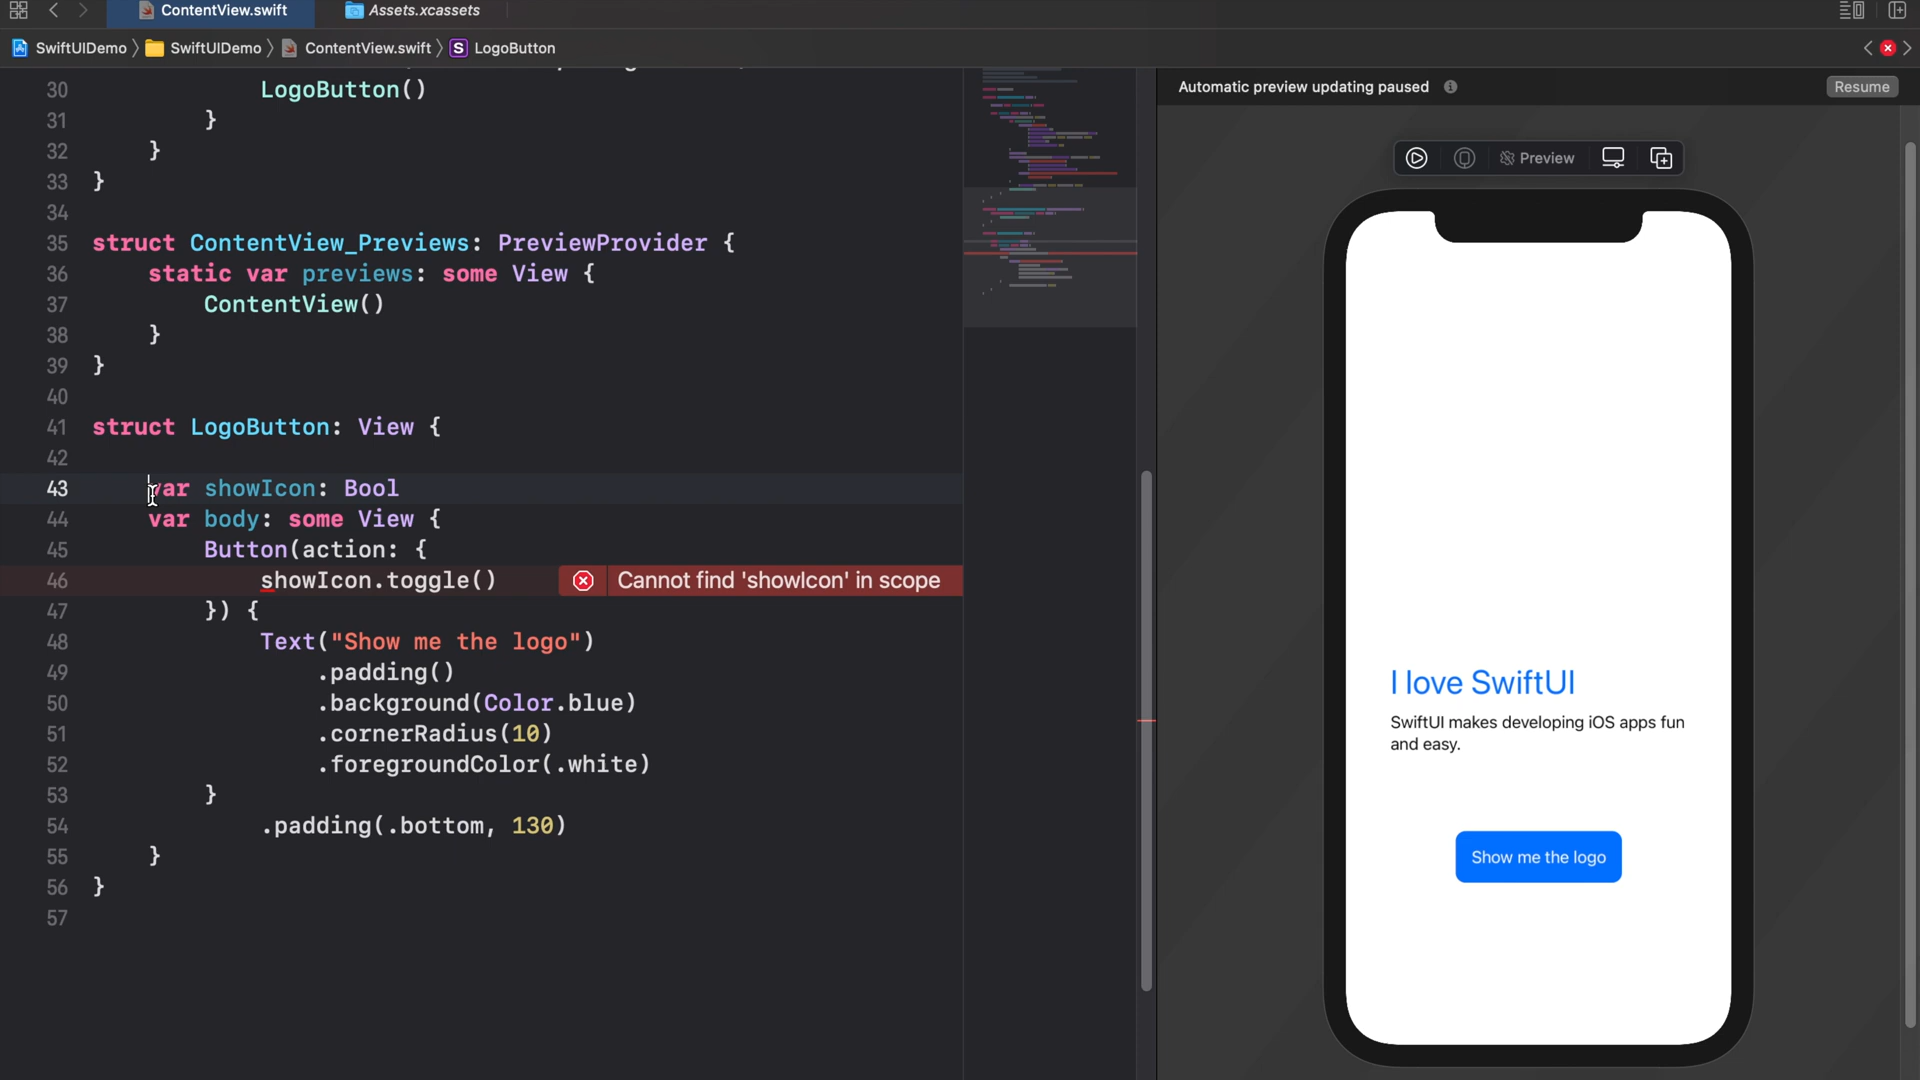 ContentView.swift
Assets.xcassets
SwiftUIDemo
SwiftUIDemo
ContentView.swift
S
LogoButton
30 LogoButton()
31 }
32 }
33 }
34
35 struct ContentView_Previews: PreviewProvider {
36 static var previews: some View {
37 ContentView()
38 }
39 }
40
41 struct LogoButton: View {
42
43 var showIcon: Bool
44 var body: some View {
45 Button(action: {
46 showIcon.toggle()
Cannot find 'showIcon' in scope
47 }) {
48 Text("Show me the logo")
49 .padding()
50 .background(Color.blue)
51 .cornerRadius(10)
52 .foregroundColor(.white)
53 }
54 .padding(.bottom, 130)
55 }
56 }
57
Automatic preview updating paused
Resume
Preview
I love SwiftUI
SwiftUI makes developing iOS apps fun
and easy.
Show me the logo